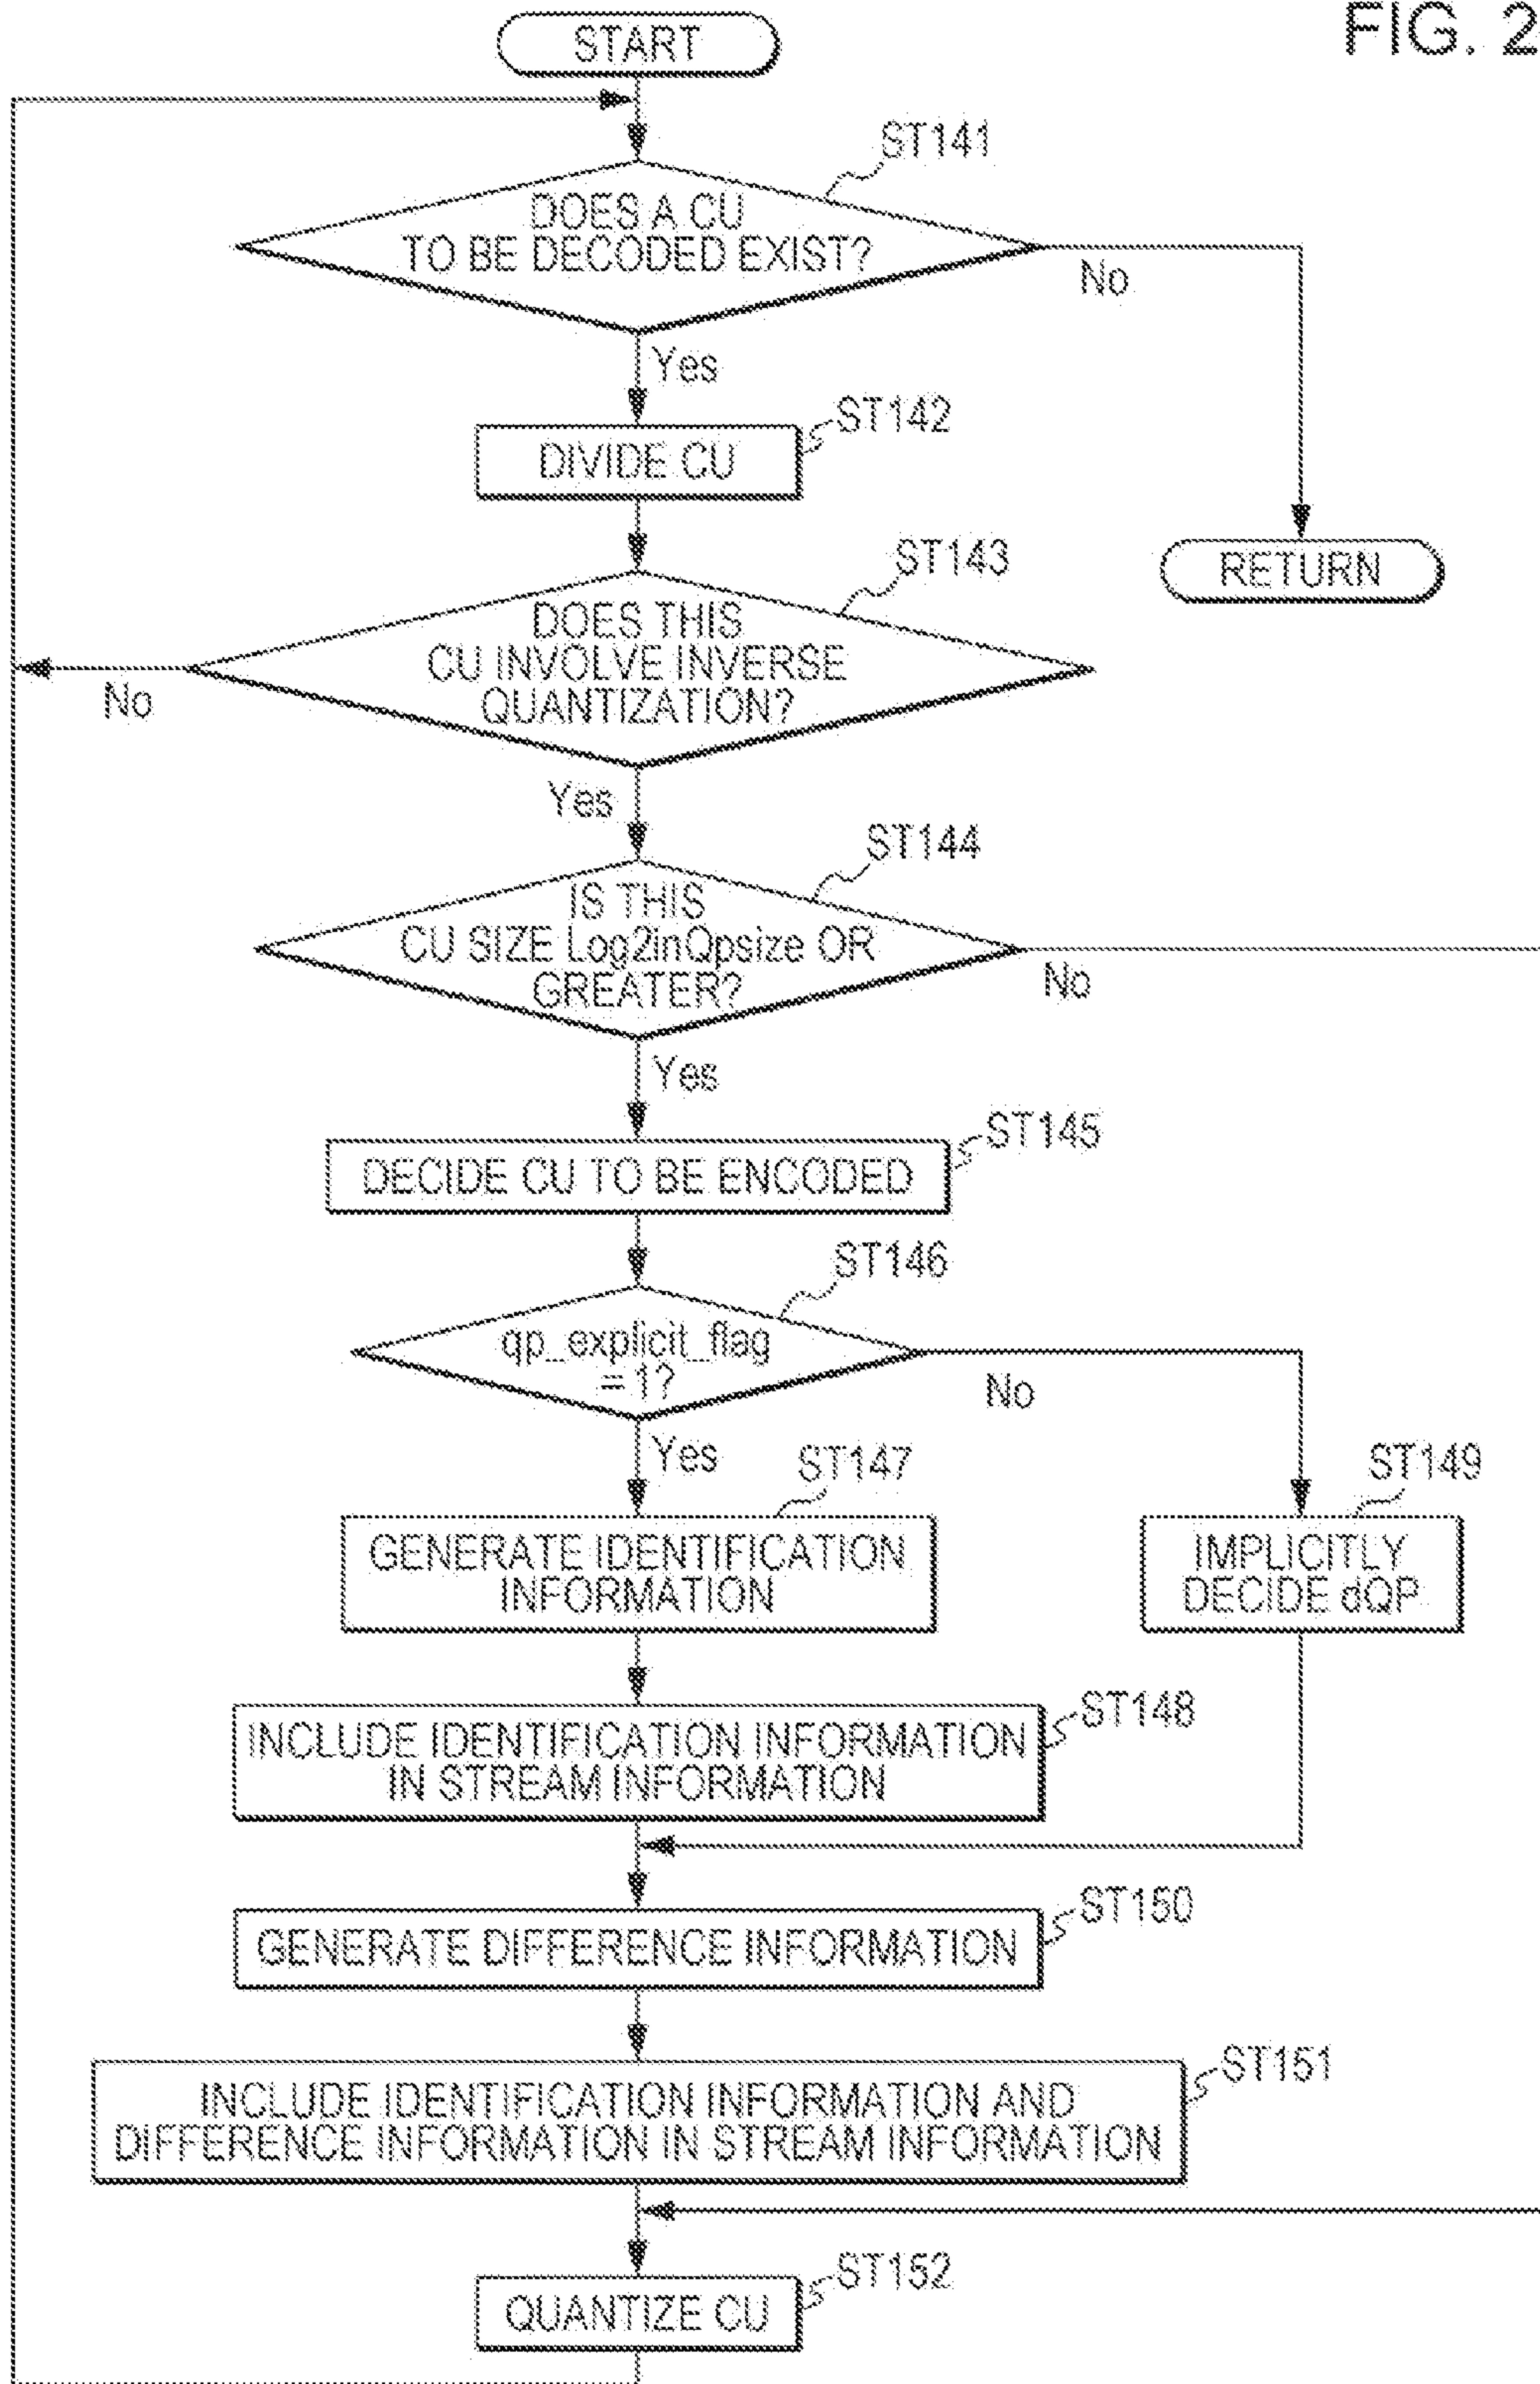 FIG. 2
START
ST141
DOES A CU
TO BE DECODED EXIST?
No
Yes
ST142
DIVIDE CU
ST143
RETURN
DOES THIS
CU INVOLVE INVERSE
QUANTIZATION?
No
Yes
ST144
IS THIS
CU SIZE Log2inQpsize OR
GREATER?
No
Yes
ST145
DECIDE CU TO BE ENCODED
ST146
qp_explicit_flag
= 1?
No
Yes
ST147
ST149
GENERATE IDENTIFICATION
INFORMATION
IMPLICITLY
DECIDE dQP
ST148
INCLUDE IDENTIFICATION INFORMATION
IN STREAM INFORMATION
ST150
GENERATE DIFFERENCE INFORMATION
ST151
INCLUDE IDENTIFICATION INFORMATION AND
DIFFERENCE INFORMATION IN STREAM INFORMATION
ST152
QUANTIZE CU